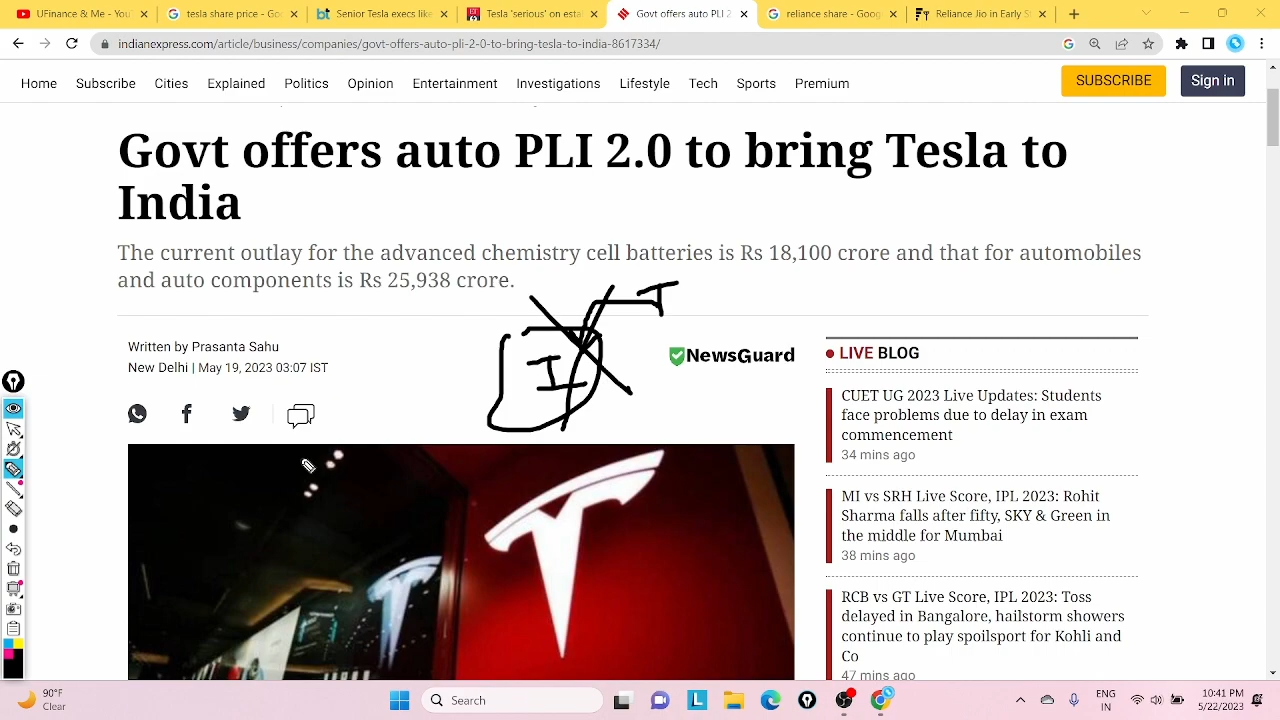 UFinance & Me - You
tesla share price - Goo
bt Senior Tesla execs like
Tesla 'serious' on esta
Govt offers auto PLI 2
reliance share - Goog
Reliance Jio in Early S
indianexpress.com/article/business/companies/govt-offers-auto-pli-2-0-to-bring-tesla-to-india-8617334/
Home Subscribe Cities Explained Politics Opinion Entertainment Investigations Lifestyle Tech Sports Premium SUBSCRIBE Sign in
Govt offers auto PLI 2.0 to bring Tesla to
India
The current outlay for the advanced chemistry cell batteries is Rs 18,100 crore and that for automobiles
and auto components is Rs 25,938 crore.
T
I
Written by Prasanta Sahu
New Delhi | May 19, 2023 03:07 IST
NewsGuard
LIVE BLOG
CUET UG 2023 Live Updates: Students
face problems due to delay in exam
commencement
34 mins ago
MI vs SRH Live Score, IPL 2023: Rohit
Sharma falls after fifty, SKY & Green in
the middle for Mumbai
38 mins ago
RCB vs GT Live Score, IPL 2023: Toss
delayed in Bangalore, hailstorm showers
continue to play spoilsport for Kohli and
Co
47 mins ago
90°F
Clear
Search
ENG
IN
10:41 PM
5/22/2023